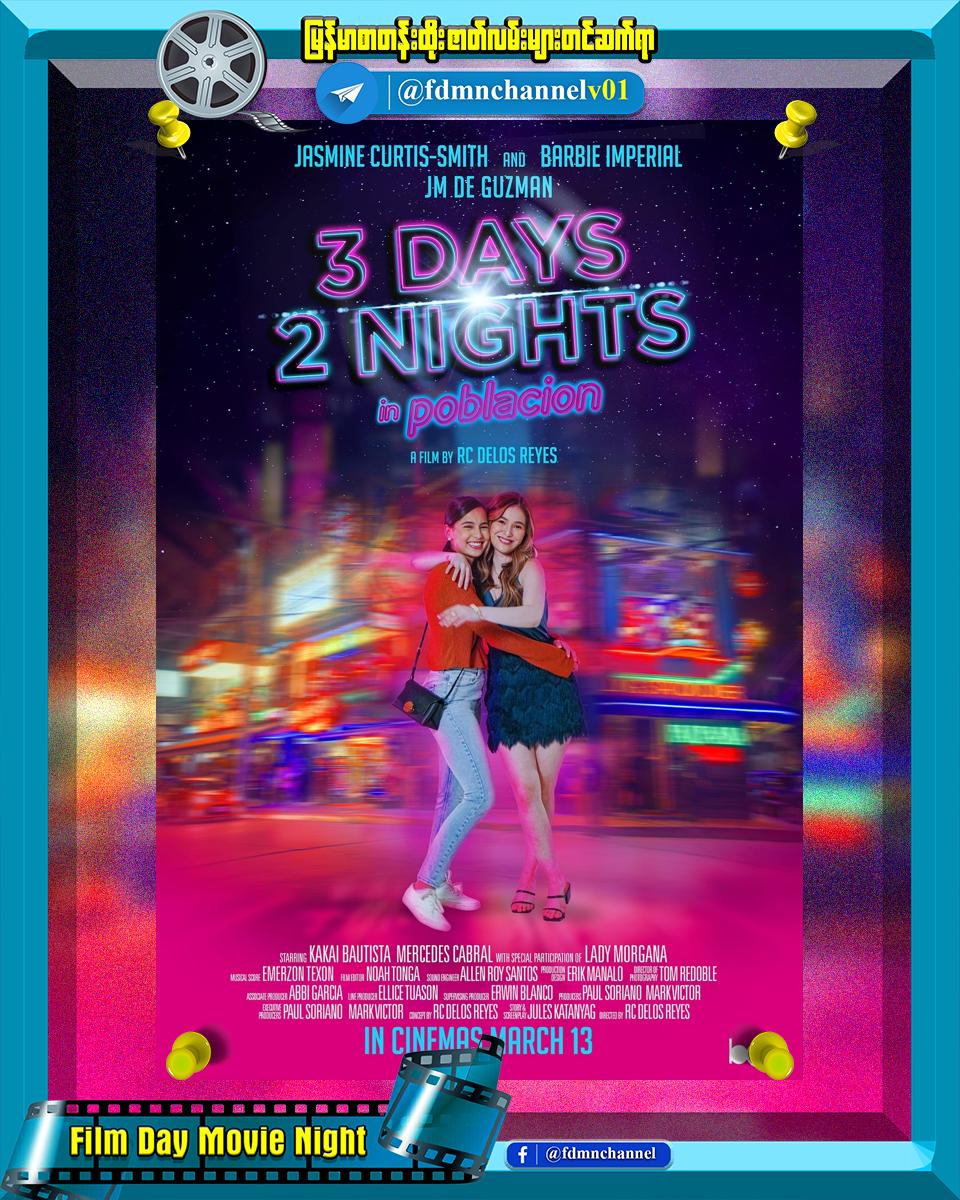 မြန်မာစာတန်းထိုးဇာတ်လမ်းများတင်ဆက်ရာ
@fdmnchannelv01
JASMINE CURTIS-SMITH AND BARBIE IMPERIAL
JM DE GUZMAN
3 DAYS
2 NIGHTS
in poblacion
A FILM BY RC DELOS REYES
STARRING KAKAI BAUTISTA MERCEDES CABRAL WITH SPECIAL PARTICIPATION OF LADY MORGANA
MUSICAL SCORE EMERZON TEXON FILM EDITOR NOAH TONGA SOUND ENGINEER ALLEN ROY SANTOS PRODUCTION DESIGN ERIK MANALO DIRECTOR OF PHOTOGRAPHY TOM REDOBLE
ASSOCIATE PRODUCER ABBI GARCIA LINE PRODUCER ELLICE TUASON SUPERVISING PRODUCER ERWIN BLANCO PRODUCERS PAUL SORIANO MARK VICTOR
EXECUTIVE PRODUCERS PAUL SORIANO MARK VICTOR CONCEPT BY RC DELOS REYES STORY & SCREENPLAY JULES KATANYAG DIRECTED BY RC DELOS REYES
IN CINEMAS MARCH 13
Film Day Movie Night
@fdmnchannel